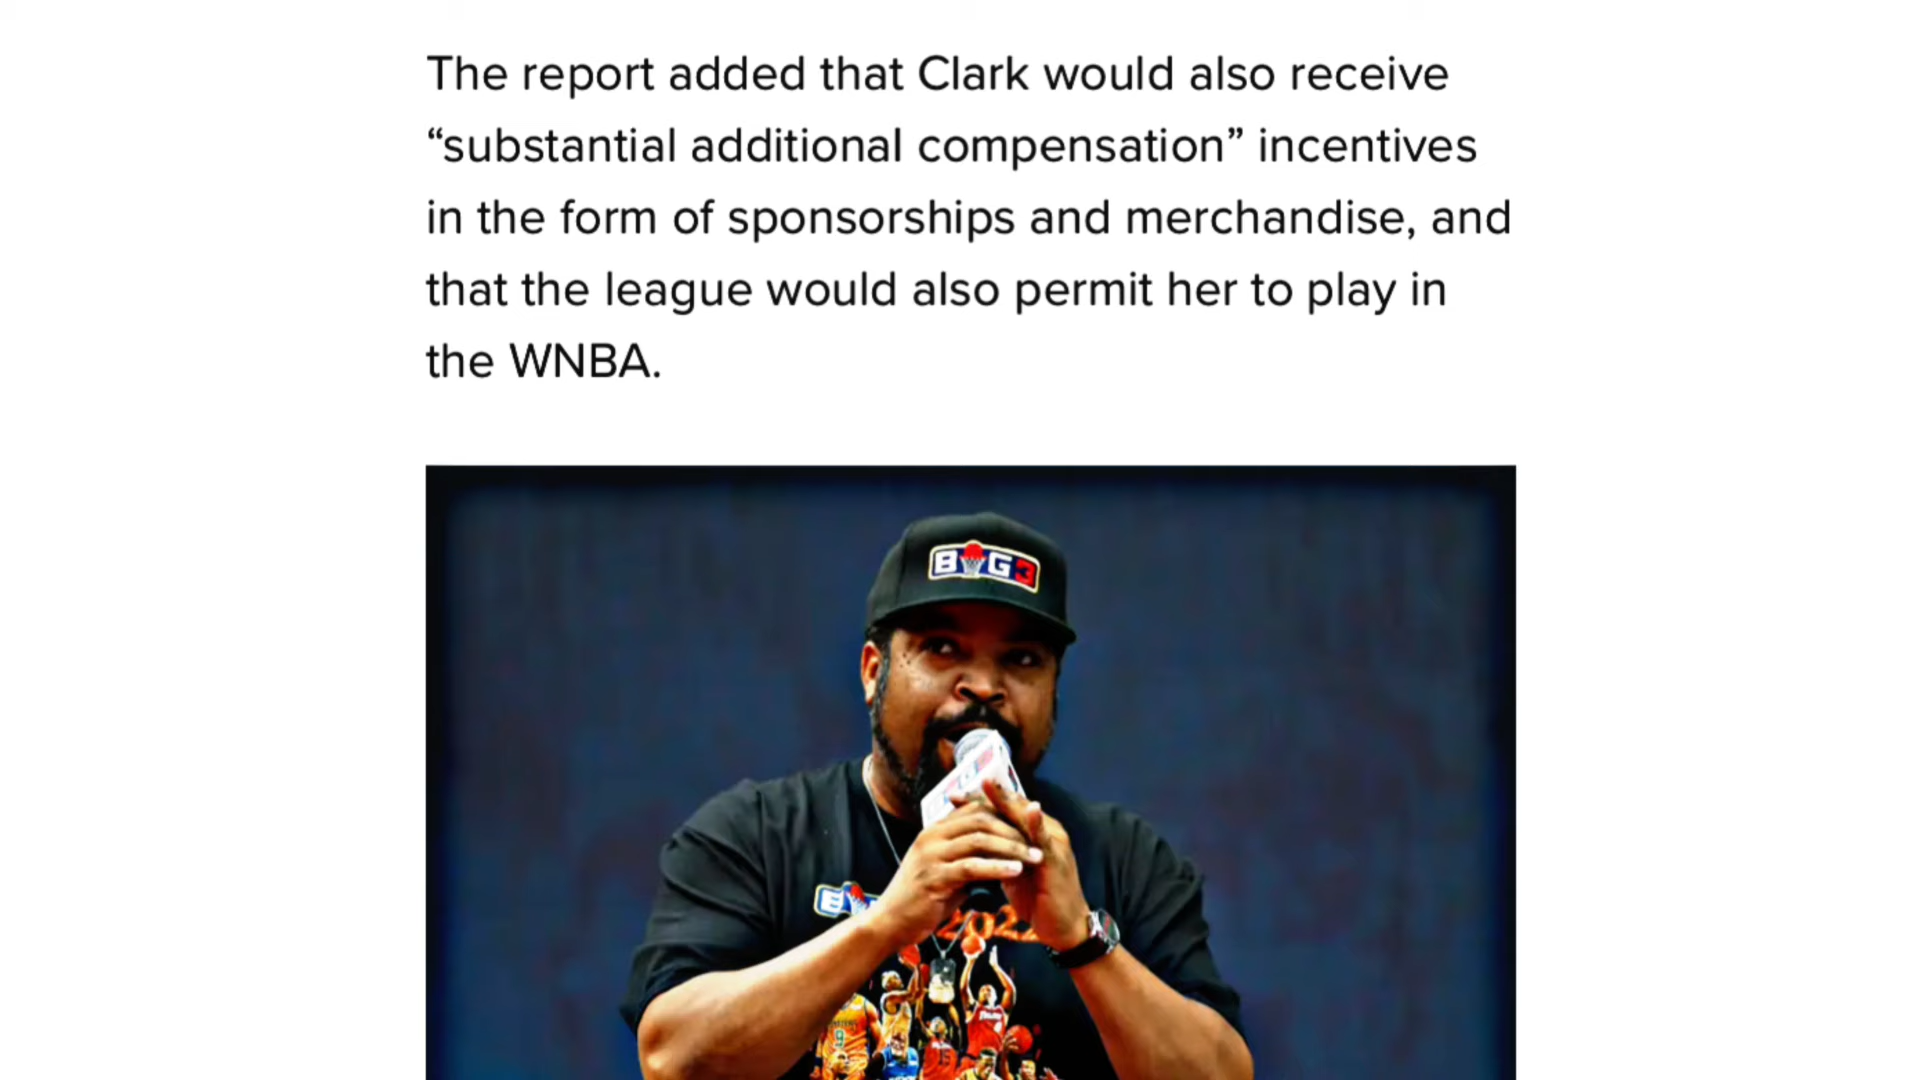 The report added that Clark would also receive
“substantial additional compensation” incentives
in the form of sponsorships and merchandise, and
that the league would also permit her to play in
the WNBA.
BIG3